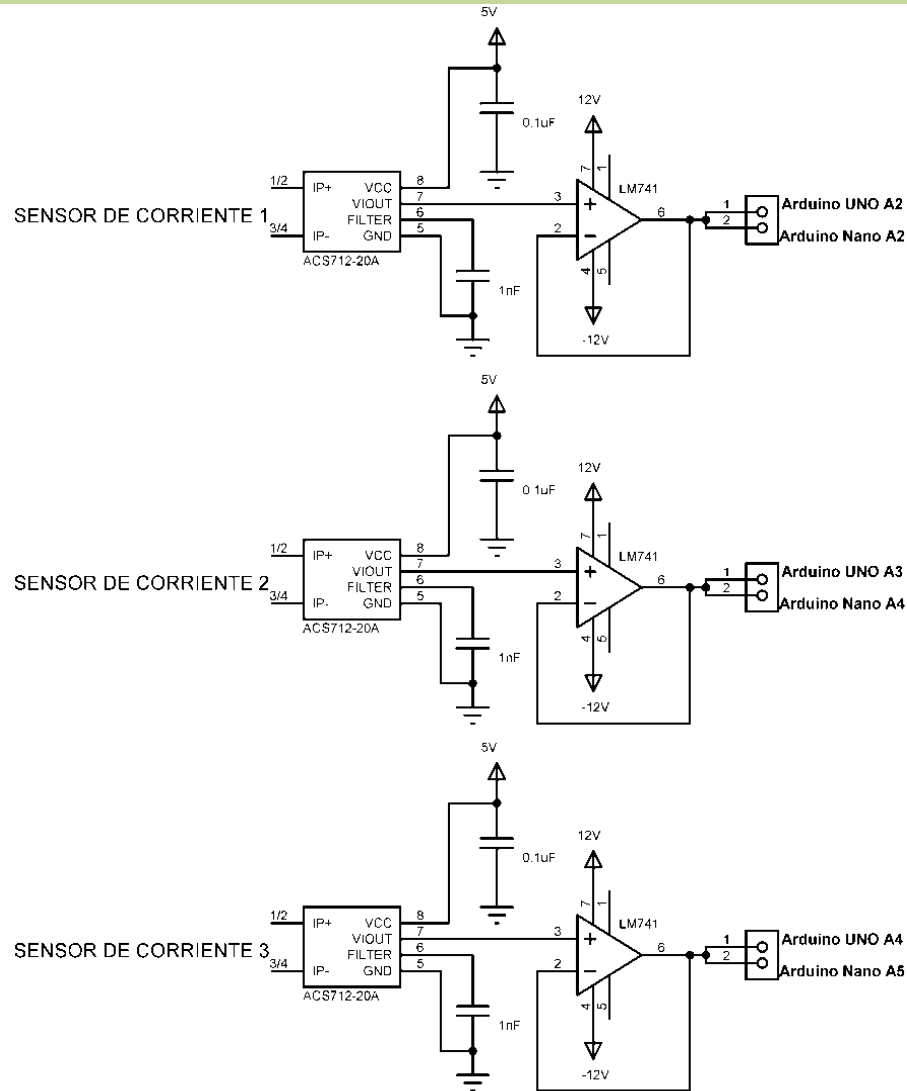 5V
0.1uF
12V
7
1
LM741
1/2
IP+
VCC
8
VIOUT
7
FILTER
6
3/4
IP-
GND
5
ACS712-20A
SENSOR DE CORRIENTE 1
1nF
3
+
2
−
6
4
5
-12V
1
Arduino UNO A2
2
Arduino Nano A2
5V
0.1uF
12V
7
1
LM741
1/2
IP+
VCC
8
VIOUT
7
FILTER
6
3/4
IP-
GND
5
ACS712-20A
SENSOR DE CORRIENTE 2
1nF
3
+
2
−
6
4
5
-12V
1
Arduino UNO A3
2
Arduino Nano A4
5V
0.1uF
12V
7
1
LM741
1/2
IP+
VCC
8
VIOUT
7
FILTER
6
3/4
IP-
GND
5
ACS712-20A
SENSOR DE CORRIENTE 3
1nF
3
+
2
−
6
4
5
-12V
1
Arduino UNO A4
2
Arduino Nano A5